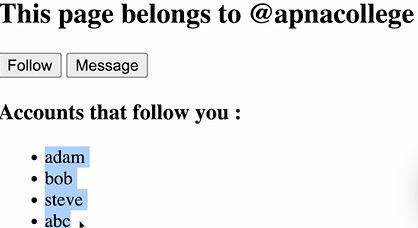 This page belongs to @apnacollege
Follow Message
Accounts that follow you :
adam
bob
steve
abc